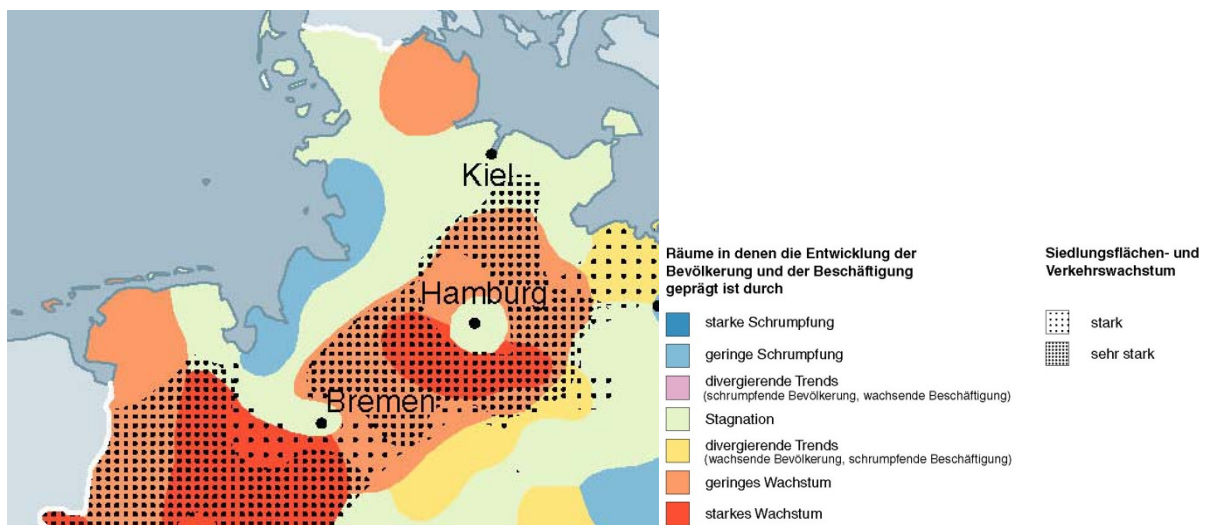 Kiel
Hamburg
Bremen
Räume in denen die Entwicklung der
Bevölkerung und der Beschäftigung
geprägt ist durch
starke Schrumpfung
geringe Schrumpfung
divergierende Trends
(schrumpfende Bevölkerung, wachsende Beschäftigung)
Stagnation
divergierende Trends
(wachsende Bevölkerung, schrumpfende Beschäftigung)
geringes Wachstum
starkes Wachstum
Siedlungsflächen- und
Verkehrswachstum
stark
sehr stark